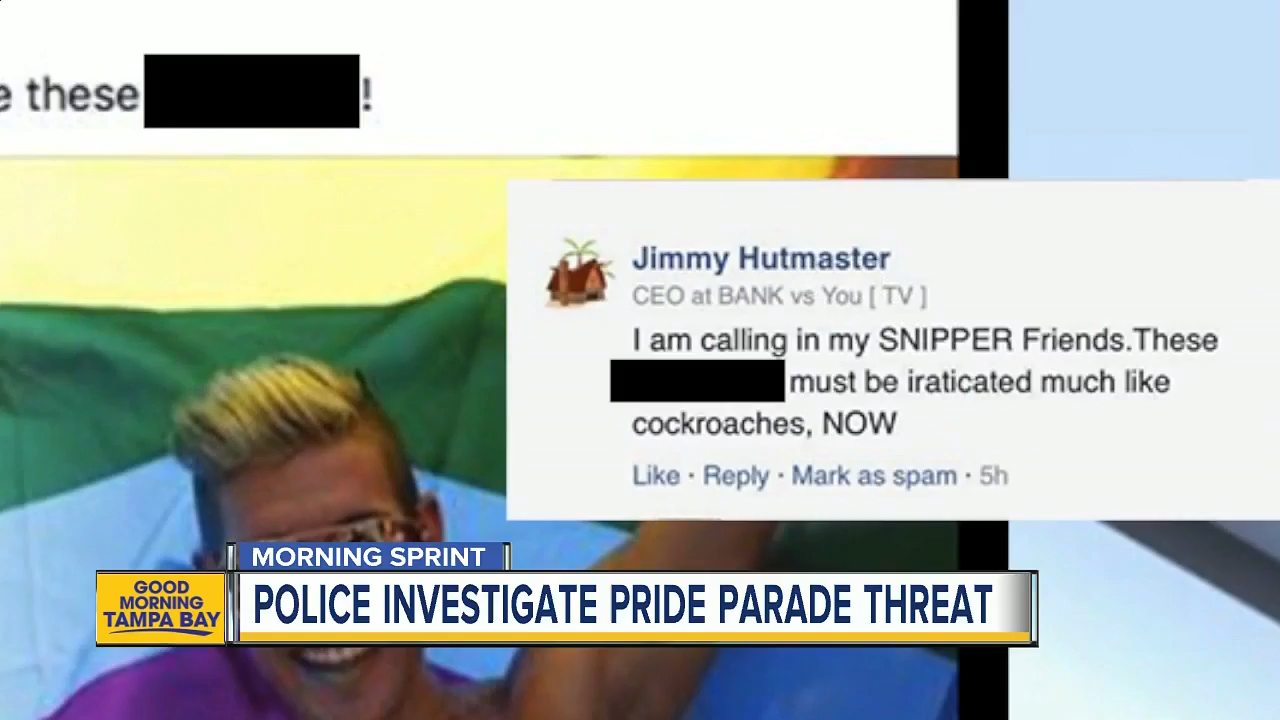 e these !
Jimmy Hutmaster
CEO at BANK vs You [ TV ]
I am calling in my SNIPPER Friends.These
must be iraticated much like
cockroaches, NOW
Like · Reply · Mark as spam · 5h
MORNING SPRINT
GOOD
MORNING
TAMPA BAY
POLICE INVESTIGATE PRIDE PARADE THREAT